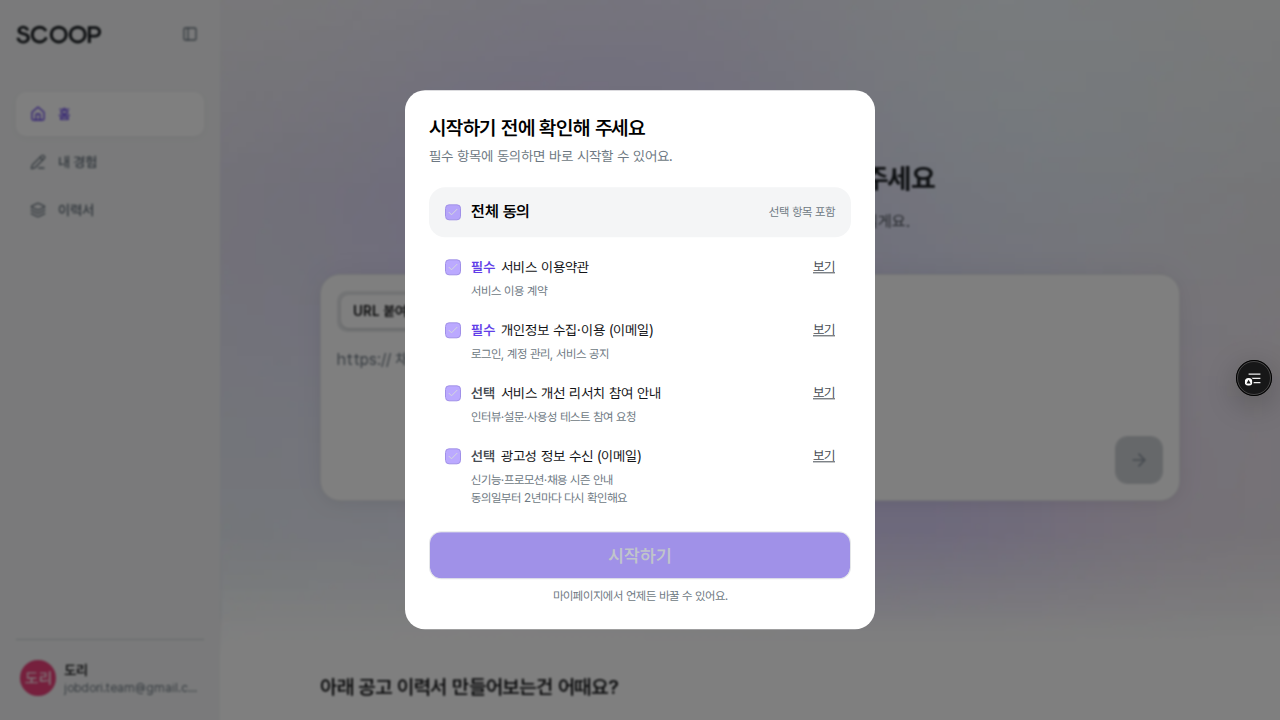 SCOOP
홈
내 경험
이력서
시작하기 전에 확인해 주세요
필수 항목에 동의하면 바로 시작할 수 있어요.
전체 동의
선택 항목 포함
필수 서비스 이용약관
보기
서비스 이용 계약
필수 개인정보 수집·이용 (이메일)
보기
로그인, 계정 관리, 서비스 공지
선택 서비스 개선 리서치 참여 안내
보기
인터뷰·설문·사용성 테스트 참여 요청
선택 광고성 정보 수신 (이메일)
보기
신기능·프로모션·채용 시즌 안내
동의일부터 2년마다 다시 확인해요
시작하기
마이페이지에서 언제든 바꿀 수 있어요.
주세요
게요.
URL 붙여
https:// 채
아래 공고 이력서 만들어보는건 어때요?
도리
도리
jobdori.team@gmail.c...